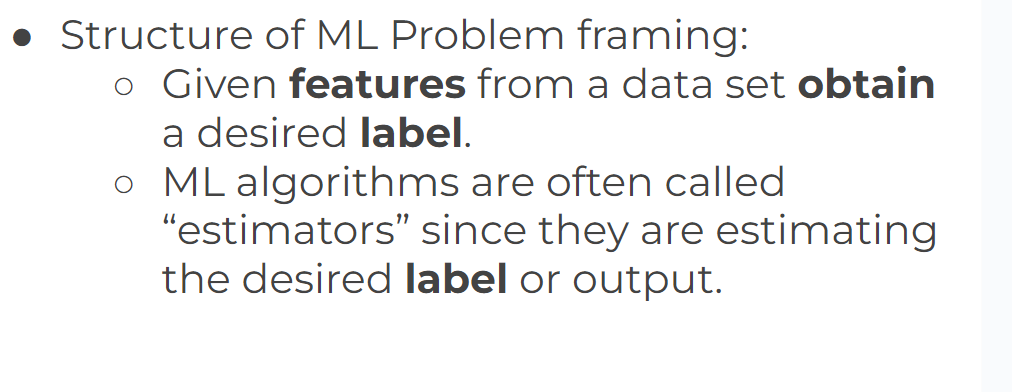 ● Structure of ML Problem framing:
○ Given features from a data set obtain
a desired label.
○ ML algorithms are often called
“estimators” since they are estimating
the desired label or output.